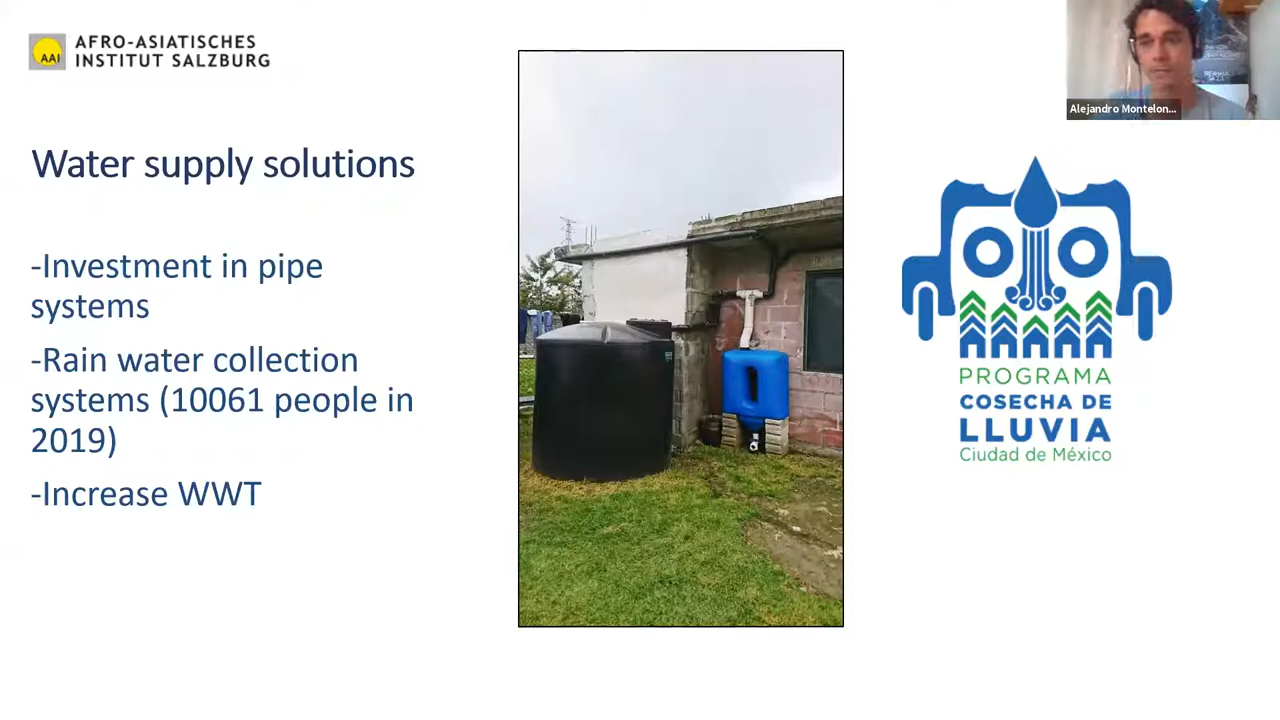 AAI
AFRO-ASIATISCHES
INSTITUT SALZBURG
Alejandro Montelon...
Water supply solutions
-Investment in pipe
systems
-Rain water collection
systems (10061 people in
2019)
-Increase WWT
PROGRAMA
COSECHA DE
LLUVIA
Ciudad de México